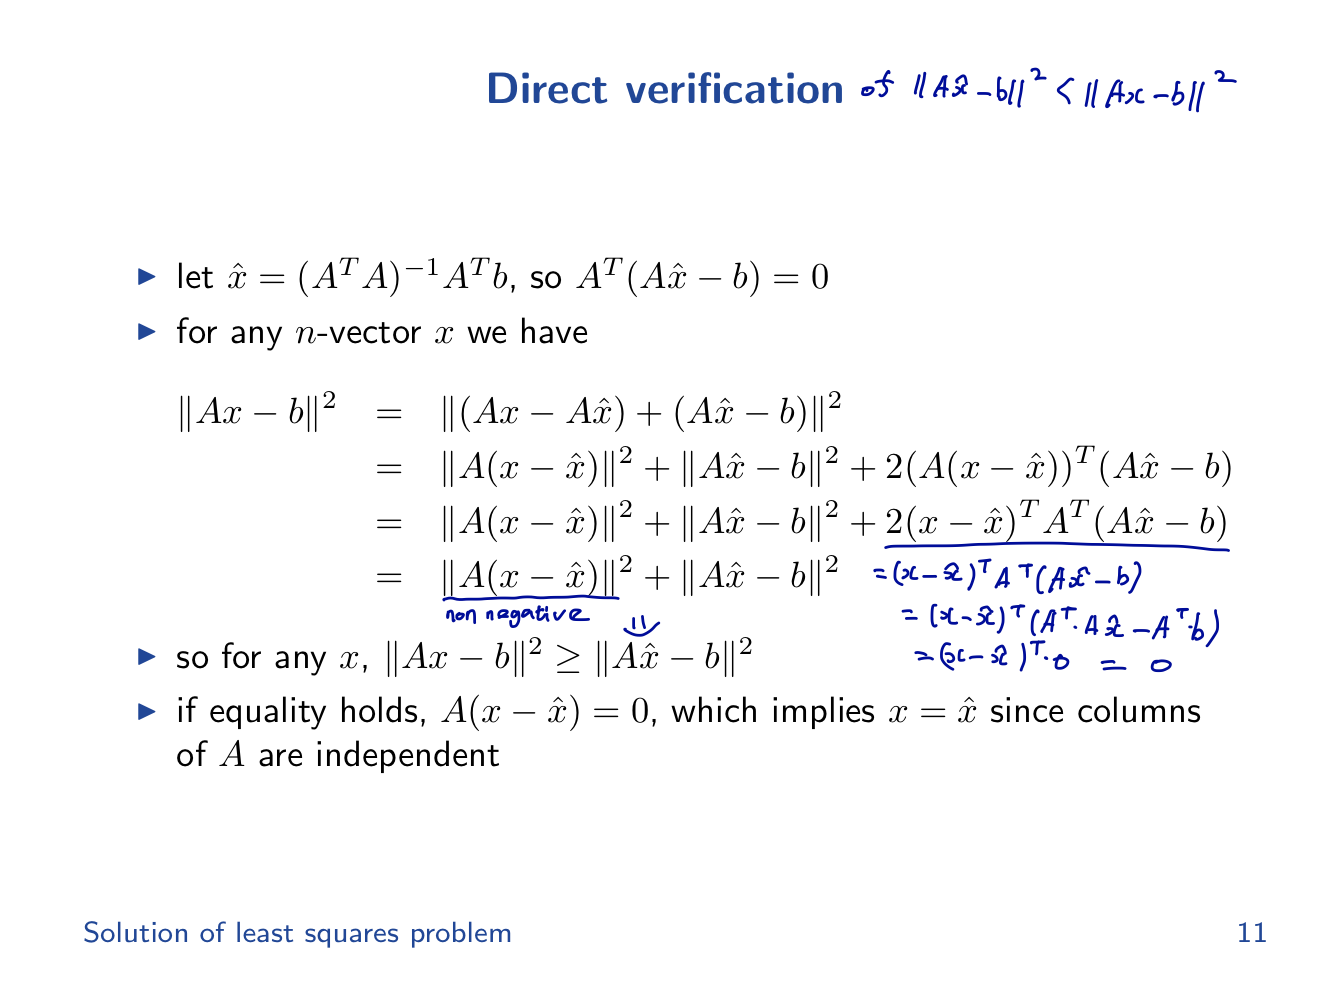 Direct verification of ‖Ax̂ − b‖² < ‖Ax − b‖²
▶ let x̂ = (AᵀA)⁻¹Aᵀb, so Aᵀ(Ax̂ − b) = 0
▶ for any n-vector x we have
‖Ax − b‖² = ‖(Ax − Ax̂) + (Ax̂ − b)‖²
= ‖A(x − x̂)‖² + ‖Ax̂ − b‖² + 2(A(x − x̂))ᵀ(Ax̂ − b)
= ‖A(x − x̂)‖² + ‖Ax̂ − b‖² + 2(x − x̂)ᵀAᵀ(Ax̂ − b)
= ‖A(x − x̂)‖² + ‖Ax̂ − b‖² = (x − x̂)ᵀAᵀ(Ax̂ − b)
non negative = (x − x̂)ᵀ(Aᵀ·Ax̂ − Aᵀ·b)
▶ so for any x, ‖Ax − b‖² ≥ ‖Ax̂ − b‖² = (x − x̂)ᵀ·0 = 0
▶ if equality holds, A(x − x̂) = 0, which implies x = x̂ since columns
of A are independent
Solution of least squares problem 11